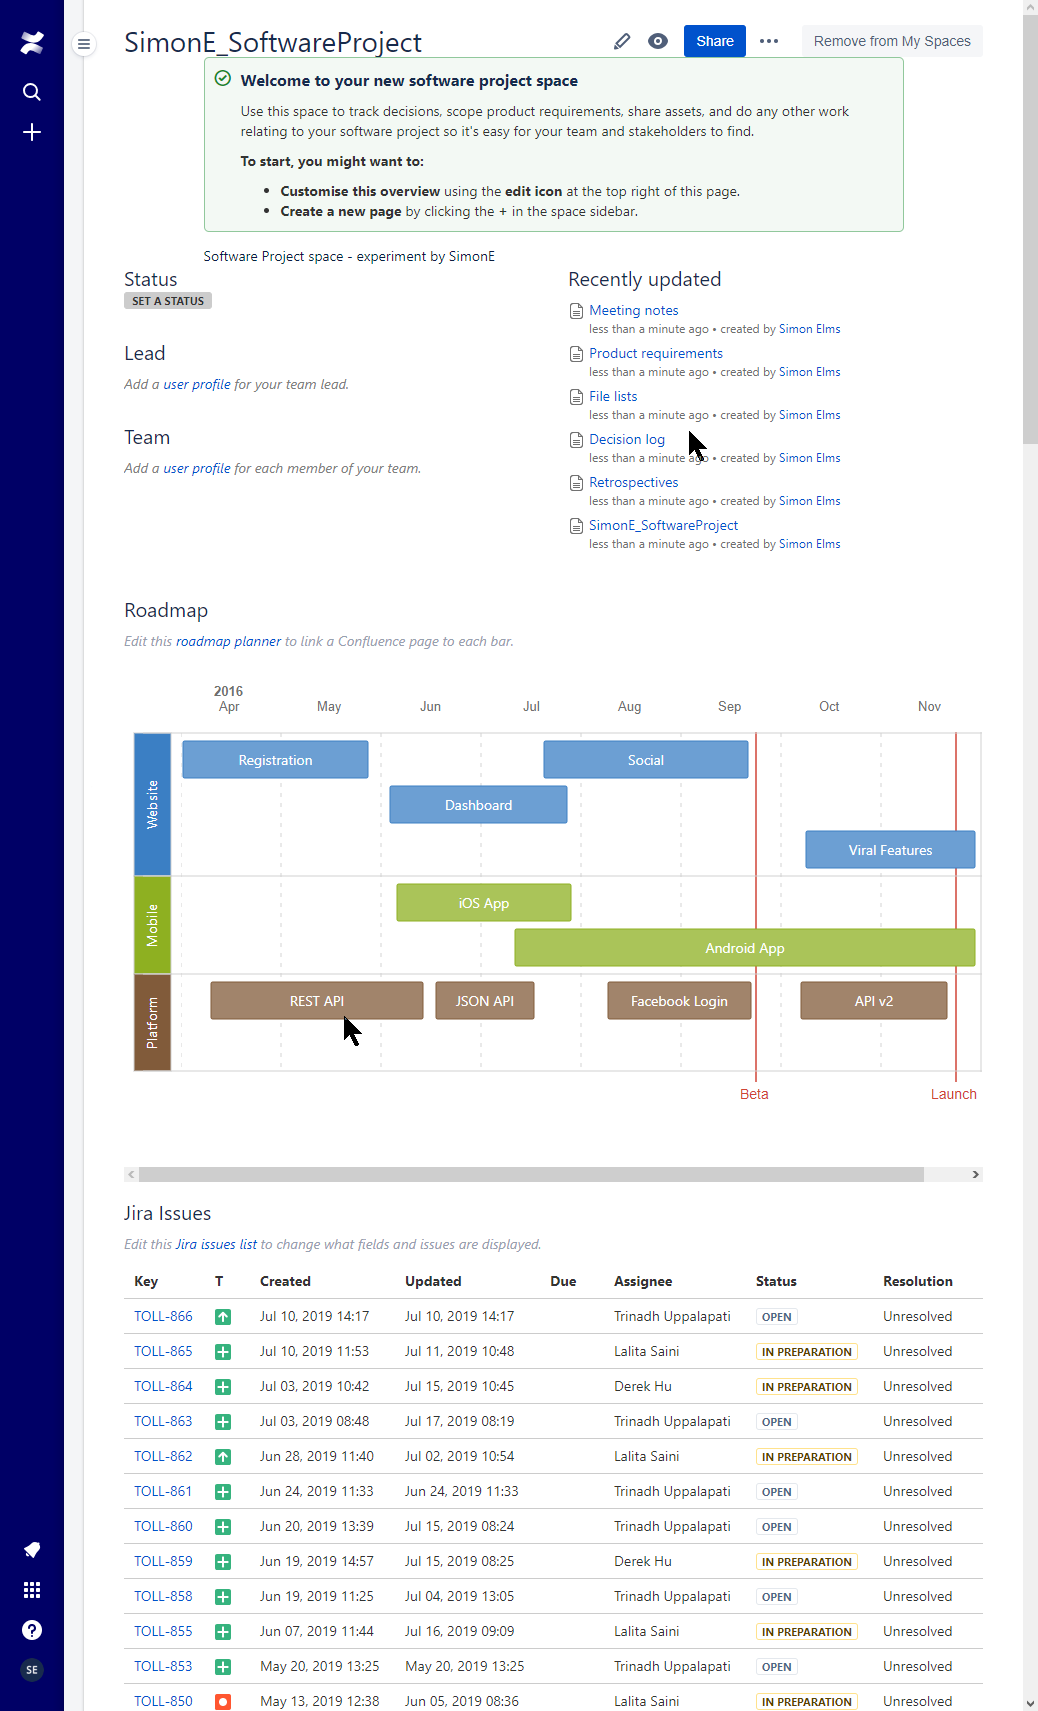 SimonE_SoftwareProject
Share
Remove from My Spaces
Welcome to your new software project space
Use this space to track decisions, scope product requirements, share assets, and do any other work
relating to your software project so it's easy for your team and stakeholders to find.
To start, you might want to:
• Customise this overview using the edit icon at the top right of this page.
• Create a new page by clicking the + in the space sidebar.
Software Project space - experiment by SimonE
Status
SET A STATUS
Lead
Add a user profile for your team lead.
Team
Add a user profile for each member of your team.
Recently updated
Meeting notes
less than a minute ago • created by Simon Elms
Product requirements
less than a minute ago • created by Simon Elms
File lists
less than a minute ago • created by Simon Elms
Decision log
less than a minute ago • created by Simon Elms
Retrospectives
less than a minute ago • created by Simon Elms
SimonE_SoftwareProject
less than a minute ago • created by Simon Elms
Roadmap
Edit this roadmap planner to link a Confluence page to each bar.
2016
Apr May Jun Jul Aug Sep Oct Nov
Website
Registration Social
Dashboard
Viral Features
Mobile
iOS App
Android App
Platform
REST API JSON API Facebook Login API v2
Beta Launch
Jira Issues
Edit this Jira issues list to change what fields and issues are displayed.
Key T Created Updated Due Assignee Status Resolution
TOLL-866 Jul 10, 2019 14:17 Jul 10, 2019 14:17 Trinadh Uppalapati OPEN Unresolved
TOLL-865 Jul 10, 2019 11:53 Jul 11, 2019 10:48 Lalita Saini IN PREPARATION Unresolved
TOLL-864 Jul 03, 2019 10:42 Jul 15, 2019 10:45 Derek Hu IN PREPARATION Unresolved
TOLL-863 Jul 03, 2019 08:48 Jul 17, 2019 08:19 Trinadh Uppalapati OPEN Unresolved
TOLL-862 Jun 28, 2019 11:40 Jul 02, 2019 10:54 Lalita Saini IN PREPARATION Unresolved
TOLL-861 Jun 24, 2019 11:33 Jun 24, 2019 11:33 Trinadh Uppalapati OPEN Unresolved
TOLL-860 Jun 20, 2019 13:39 Jul 15, 2019 08:24 Trinadh Uppalapati OPEN Unresolved
TOLL-859 Jun 19, 2019 14:57 Jul 15, 2019 08:25 Derek Hu IN PREPARATION Unresolved
TOLL-858 Jun 19, 2019 11:25 Jul 04, 2019 13:05 Trinadh Uppalapati OPEN Unresolved
TOLL-855 Jun 07, 2019 11:44 Jul 16, 2019 09:09 Lalita Saini IN PREPARATION Unresolved
TOLL-853 May 20, 2019 13:25 May 20, 2019 13:25 Trinadh Uppalapati OPEN Unresolved
TOLL-850 May 13, 2019 12:38 Jun 05, 2019 08:36 Lalita Saini IN PREPARATION Unresolved
SE